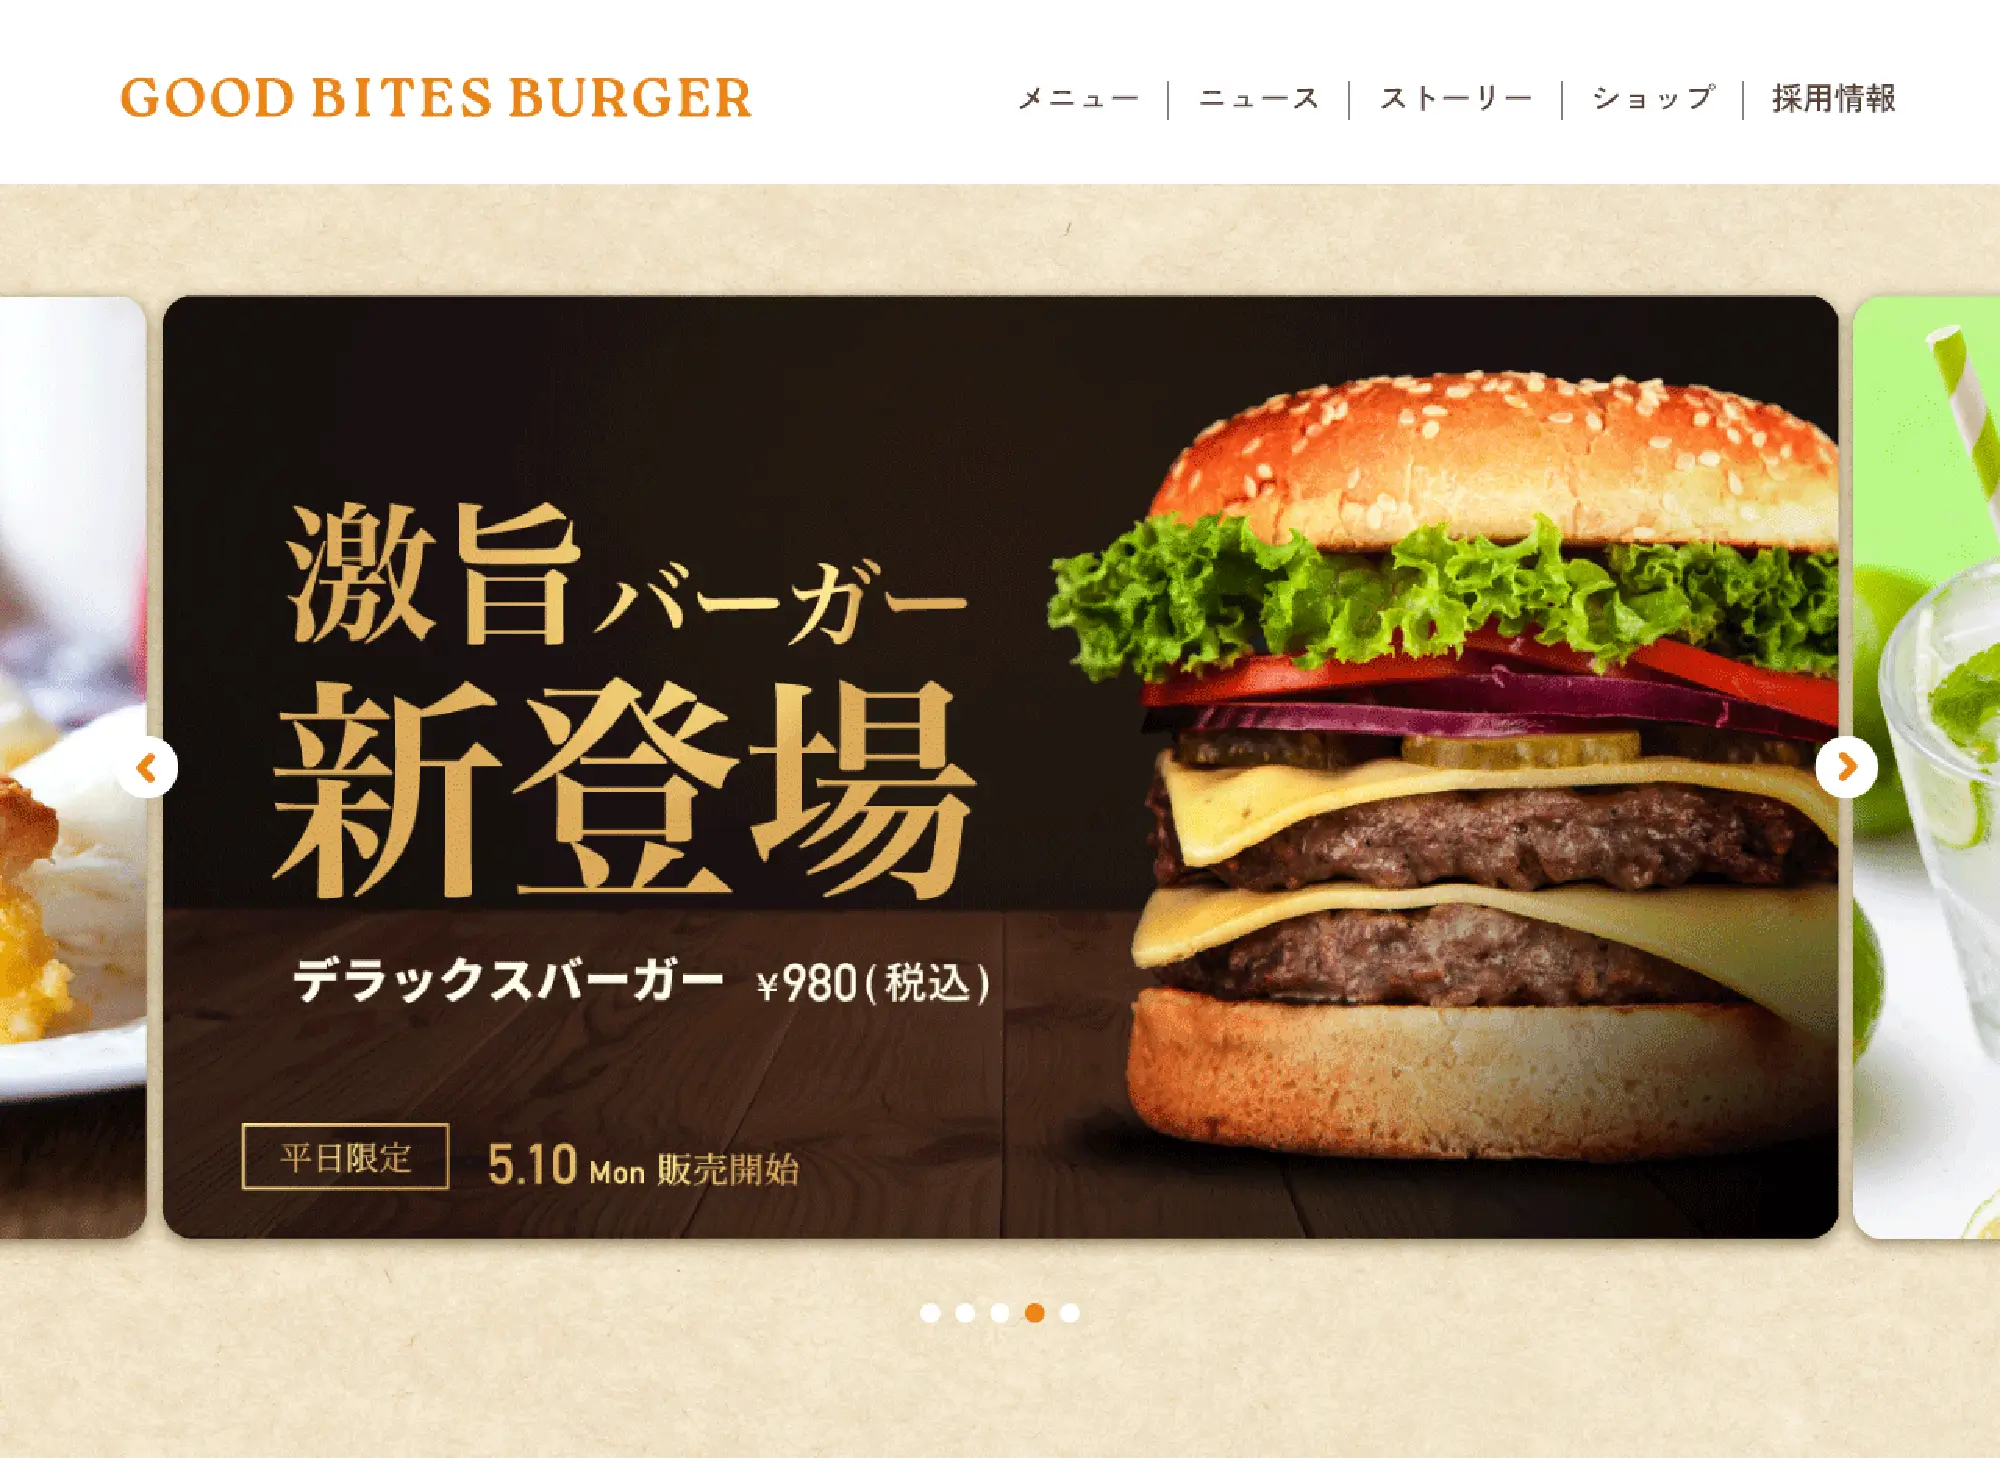 GOOD BITES BURGER
メニュー
ニュース
ストーリー
ショップ
採用情報
激旨バーガー
新登場
デラックスバーガー ¥980(税込)
平日限定
5.10 Mon 販売開始